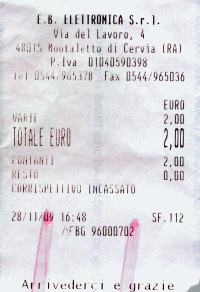 E.B. ELETTRONICA S.r.l.
Via del Lavoro, 4
48015 Montaletto di Cervia (RA)
P.Iva 01040590398
Tel 0544/965378 Fax 0544/965036
EURO
VARIE 2,00
TOTALE EURO 2,00
CONTANTI 2,00
RESTO 0,00
CORRISPETTIVO INCASSATO
28/11/09 16:48 SF.112
BG 96000702
Arrivederci e grazie